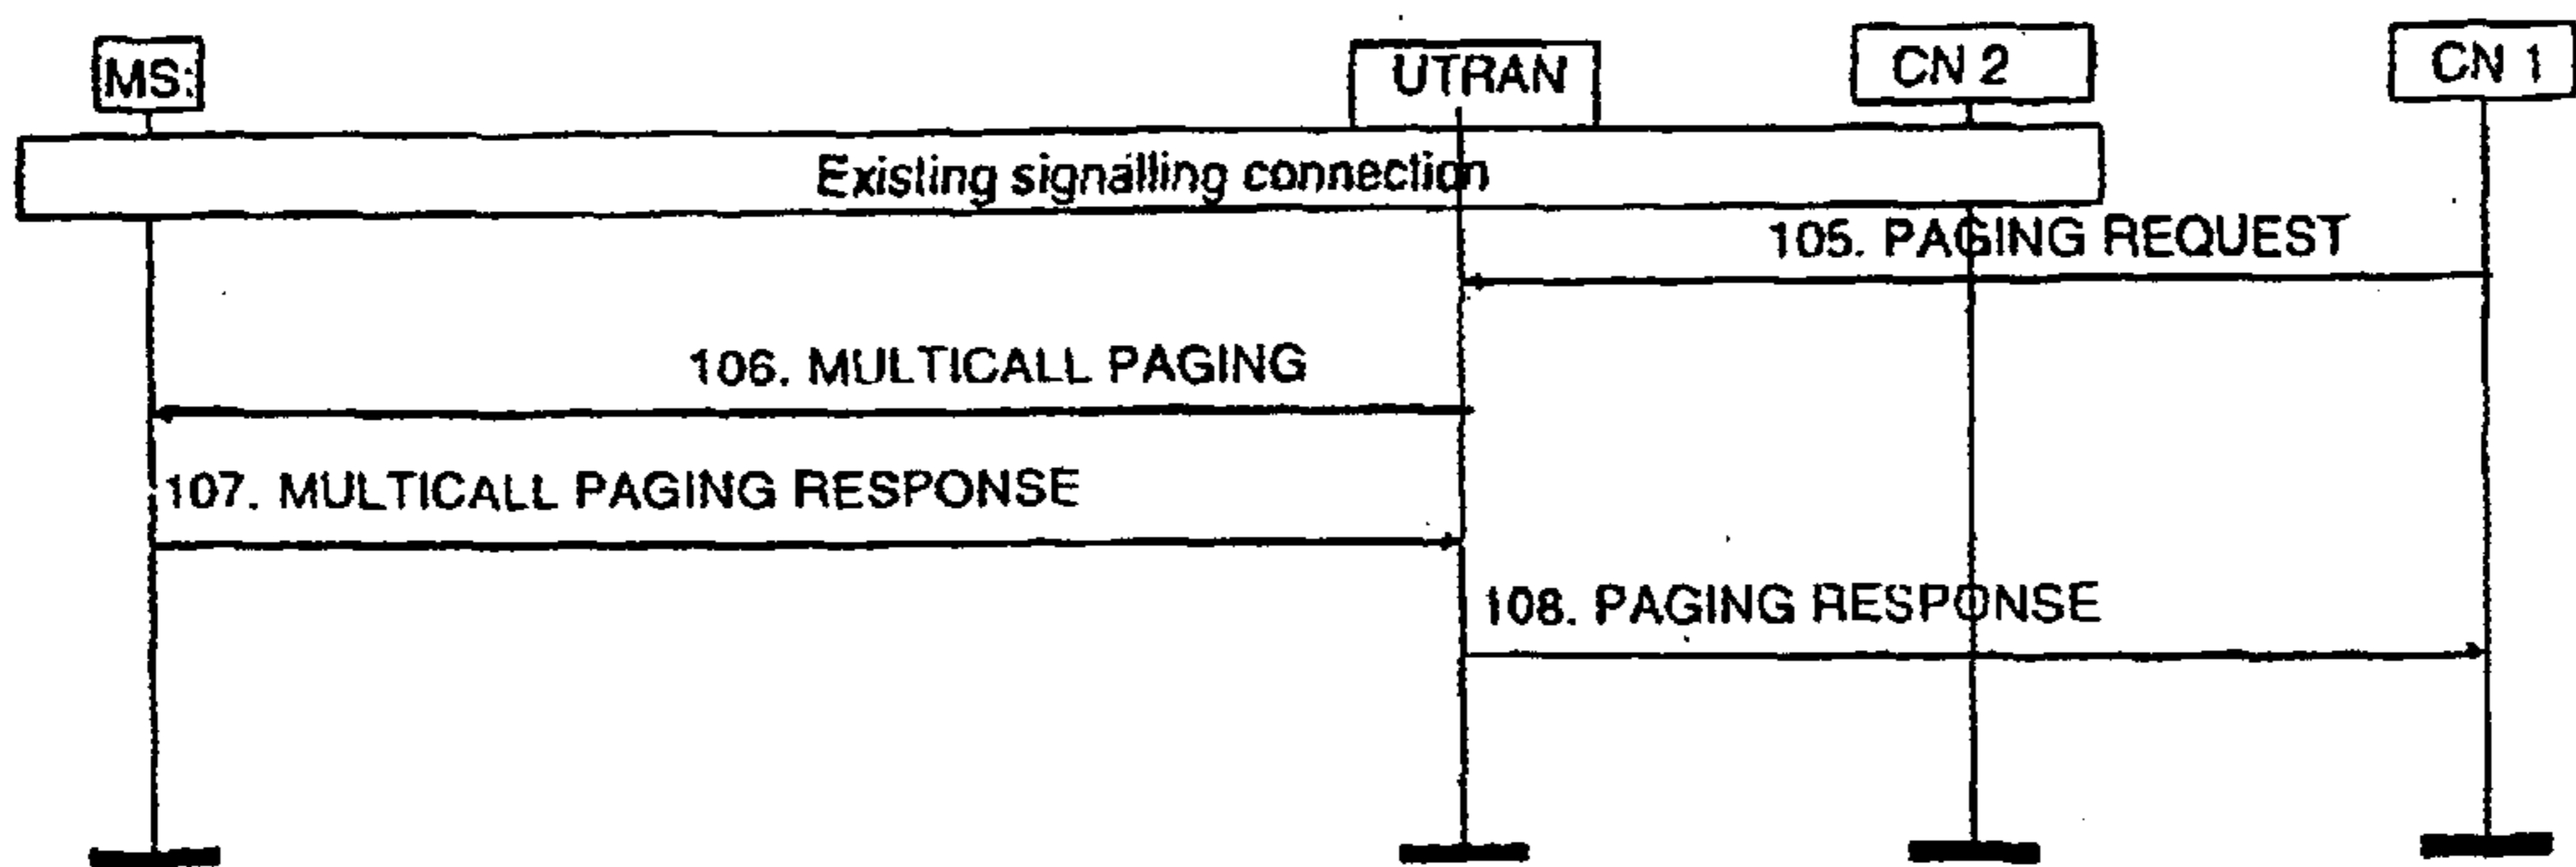 MS:
UTRAN
CN 2
CN 1
Existing signalling connection
105. PAGING REQUEST
106. MULTICALL PAGING
107. MULTICALL PAGING RESPONSE
108. PAGING RESPONSE